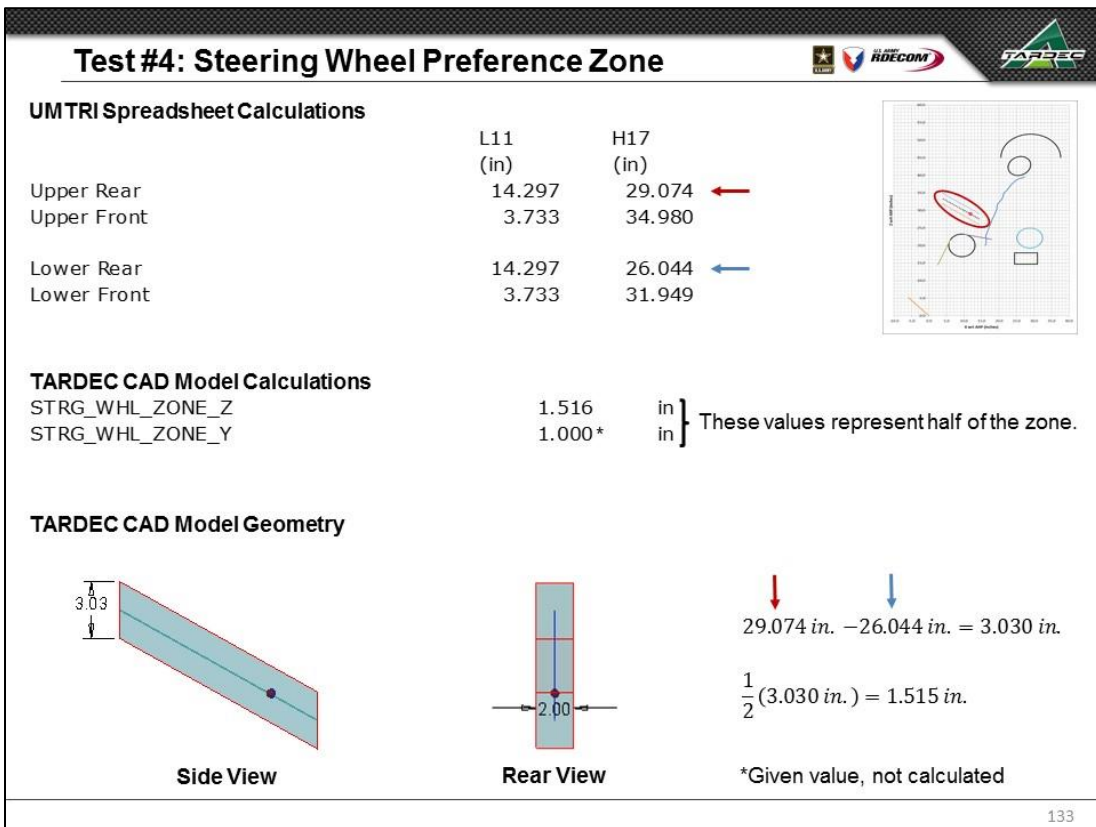 Test #4: Steering Wheel Preference Zone
U.S. ARMY
RDECOM
TARDEC
UMTRI Spreadsheet Calculations
L11 H17
(in) (in)
Upper Rear 14.297 29.074
Upper Front 3.733 34.980
Lower Rear 14.297 26.044
Lower Front 3.733 31.949
TARDEC CAD Model Calculations
STRG_WHL_ZONE_Z 1.516 in
STRG_WHL_ZONE_Y 1.000* in
These values represent half of the zone.
TARDEC CAD Model Geometry
3.03
2.00
29.074 in. −26.044 in. = 3.030 in.
1/2 (3.030 in.) = 1.515 in.
Side View
Rear View
*Given value, not calculated
133